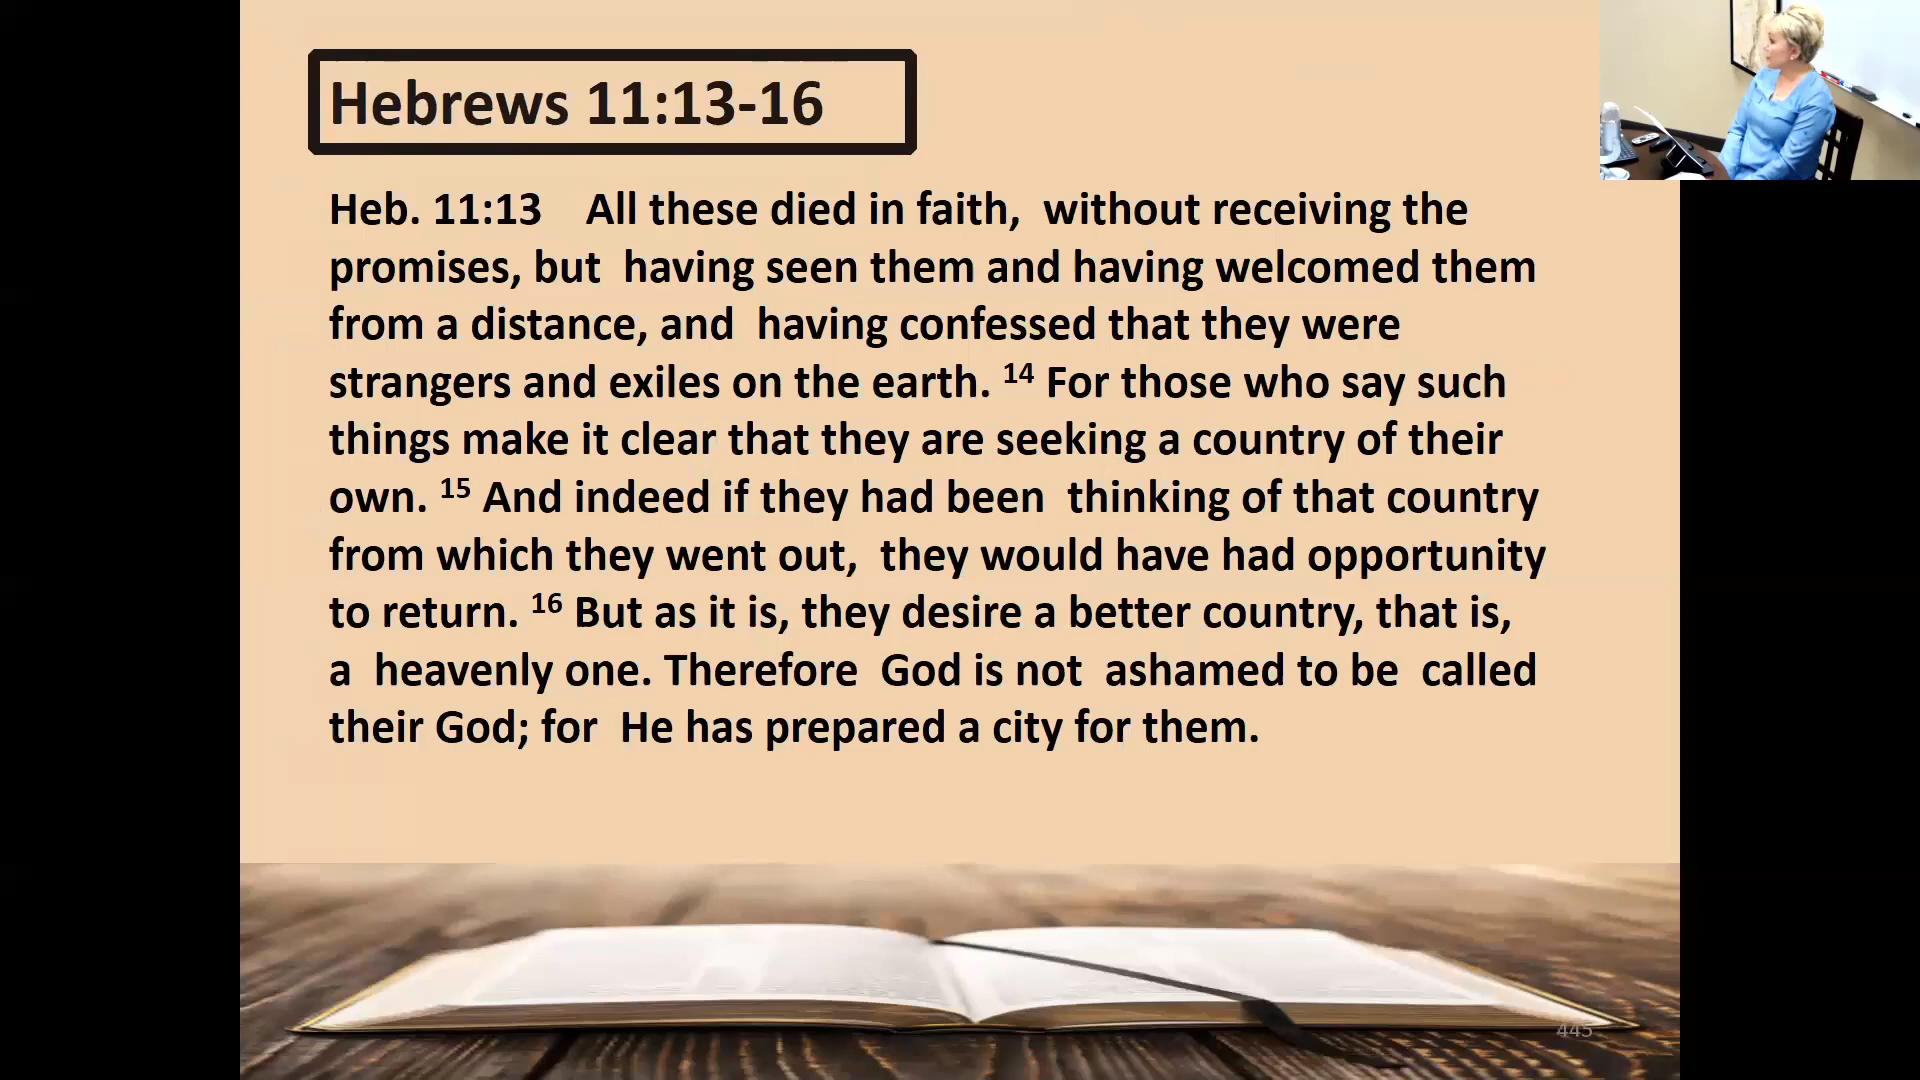 Hebrews 11:13-16
Heb. 11:13 All these died in faith, without receiving the
promises, but having seen them and having welcomed them
from a distance, and having confessed that they were
strangers and exiles on the earth. 14 For those who say such
things make it clear that they are seeking a country of their
own. 15 And indeed if they had been thinking of that country
from which they went out, they would have had opportunity
to return. 16 But as it is, they desire a better country, that is,
a heavenly one. Therefore God is not ashamed to be called
their God; for He has prepared a city for them.
445